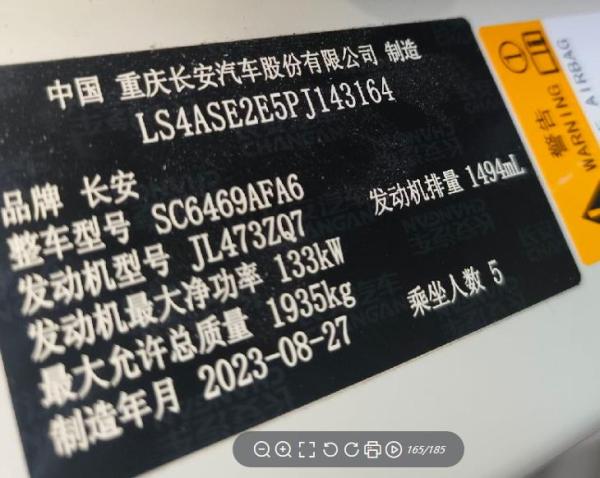 中国 重庆长安汽车股份有限公司 制造
LS4ASE2E5PJ143164
品牌 长安
整车型号 SC6469AFA6
发动机型号 JL473ZQ7 发动机排量 1494mL
发动机最大净功率 133kW
最大允许总质量 1935kg 乘坐人数 5
制造年月 2023-08-27
警告
WARNING
AIRBAG
165/185